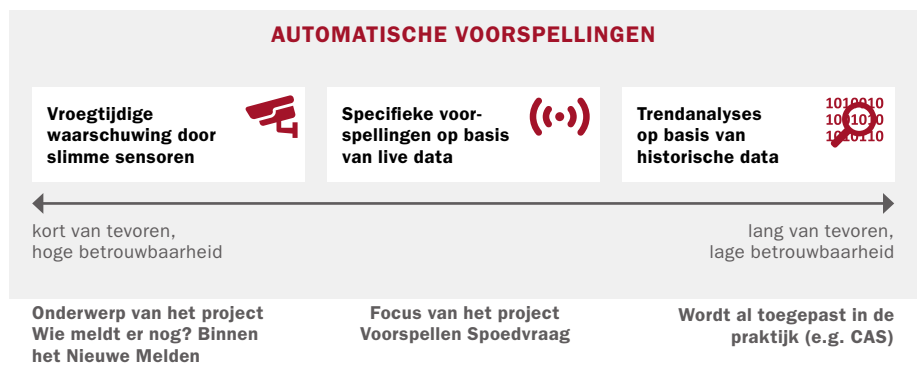 AUTOMATISCHE VOORSPELLINGEN
Vroegtijdige
waarschuwing door
slimme sensoren
Specifieke voor-
spellingen op basis
van live data
Trendanalyses
op basis van
historische data
1010010
1001010
1010110
kort van tevoren,
hoge betrouwbaarheid
lang van tevoren,
lage betrouwbaarheid
Onderwerp van het project
Wie meldt er nog? Binnen
het Nieuwe Melden
Focus van het project
Voorspellen Spoedvraag
Wordt al toegepast in de
praktijk (e.g. CAS)